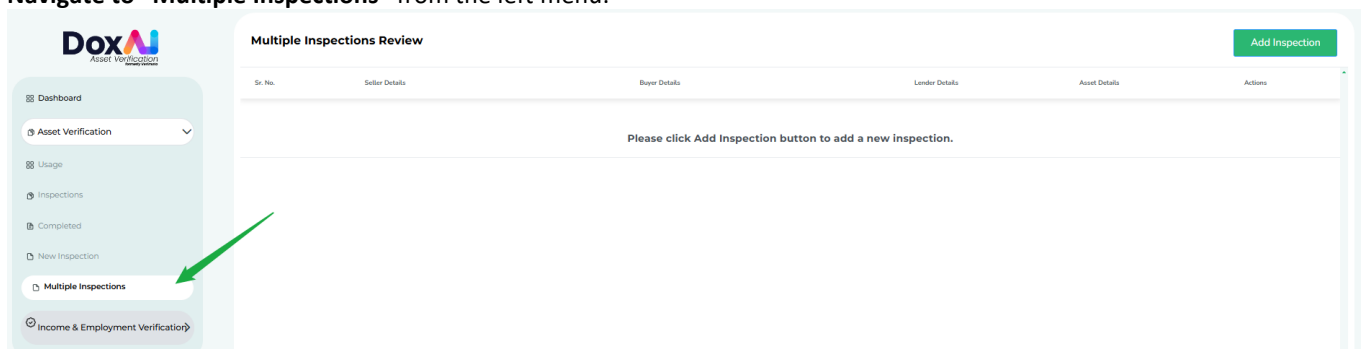 Navigate to "Multiple Inspections" from the left menu.
DoxAI
Asset Verification
formerly Verimoto
Multiple Inspections Review
Add Inspection
Sr. No. Seller Details Buyer Details Lender Details Asset Details Actions
Please click Add Inspection button to add a new inspection.
Dashboard
Asset Verification
Usage
Inspections
Completed
New Inspection
Multiple Inspections
Income & Employment Verification